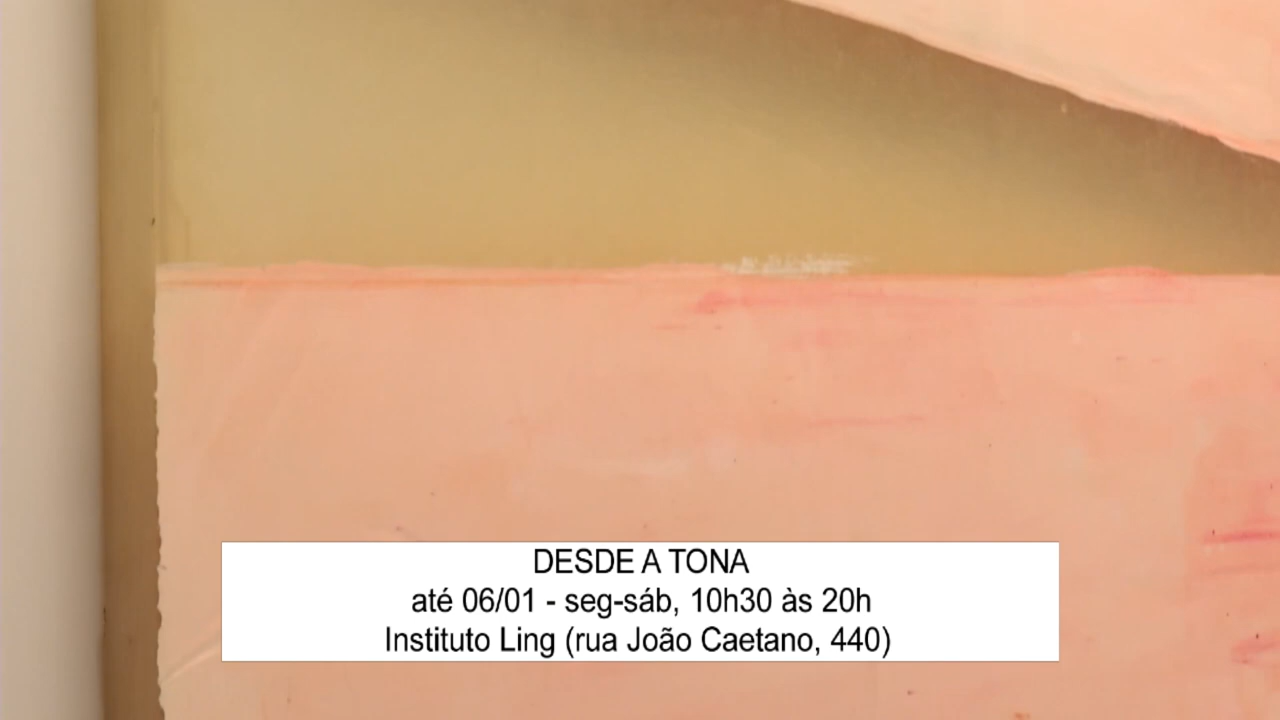 DESDE A TONA
até 06/01 - seg-sáb, 10h30 às 20h
Instituto Ling (rua João Caetano, 440)